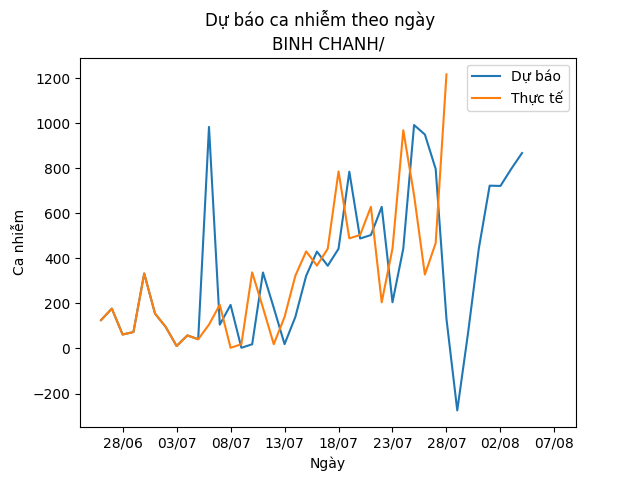 Dự báo ca nhiễm theo ngày
BINH CHANH/
Dự báo
Thực tế
1200
1000
800
600
400
200
0
−200
Ca nhiễm
28/06 03/07 08/07 13/07 18/07 23/07 28/07 02/08 07/08
Ngày